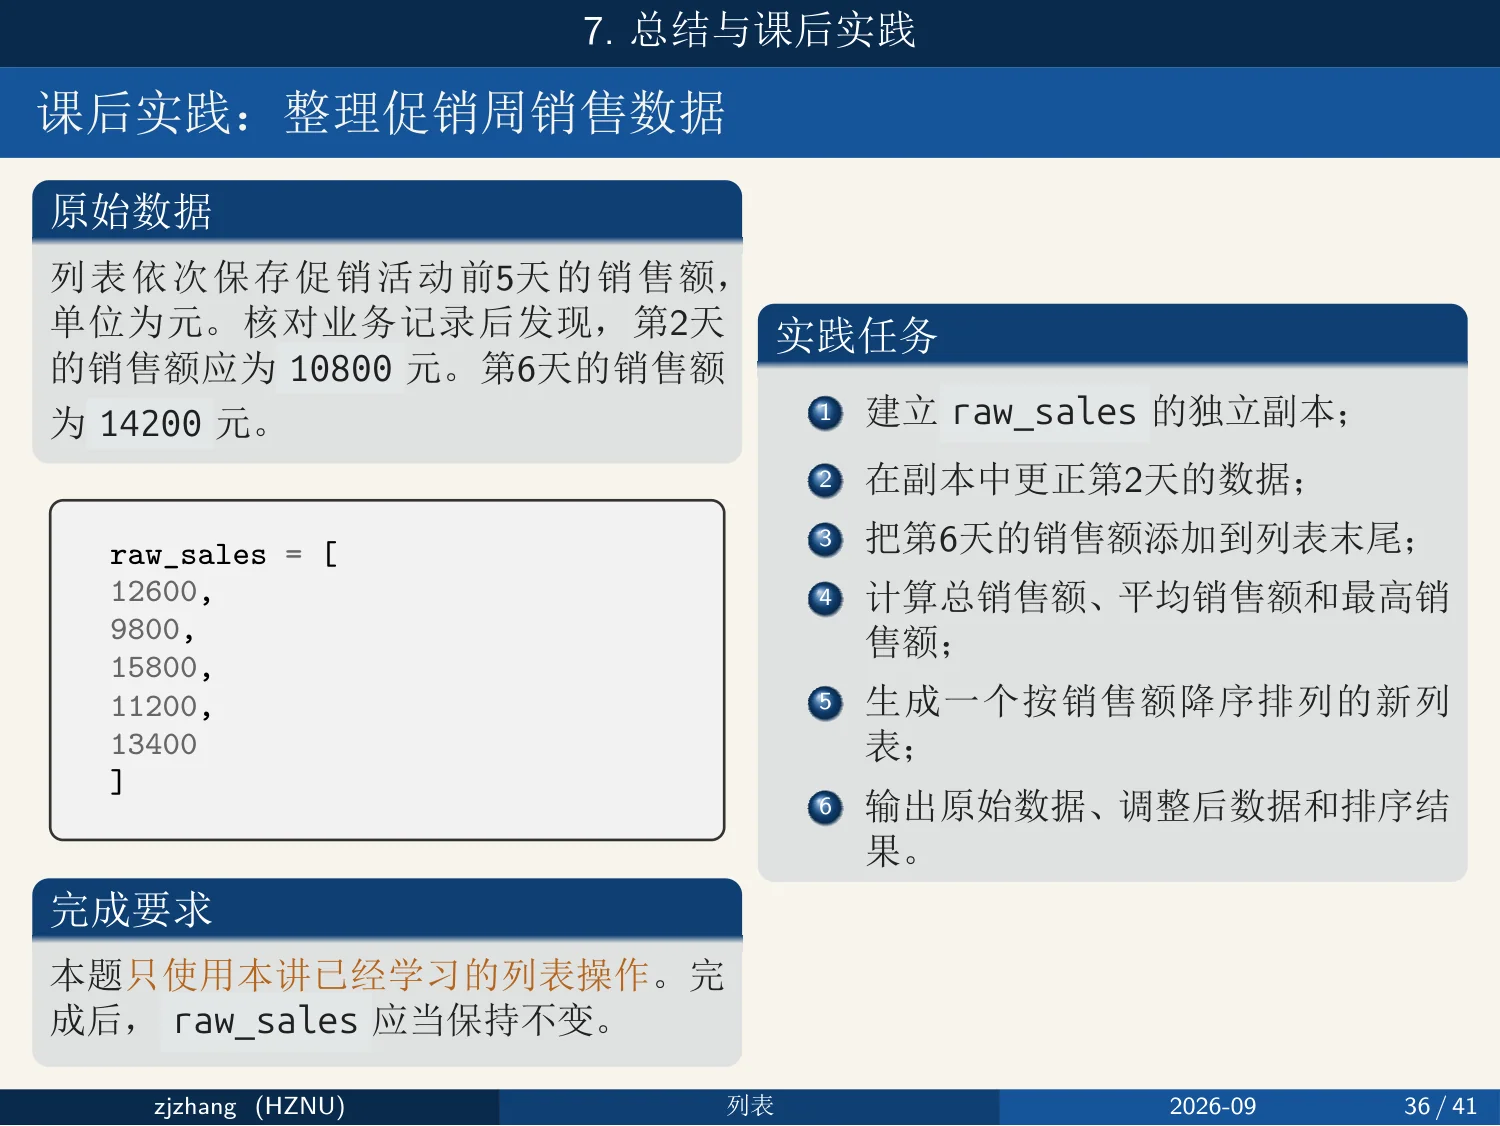 7. 总结与课后实践
课后实践：整理促销周销售数据
原始数据
列表依次保存促销活动前5天的销售额，
单位为元。核对业务记录后发现，第2天
的销售额应为 10800 元。第6天的销售额
为 14200 元。
raw_sales = [
12600,
9800,
15800,
11200,
13400
]
完成要求
本题只使用本讲已经学习的列表操作。完
成后， raw_sales 应当保持不变。
实践任务
1 建立 raw_sales 的独立副本；
2 在副本中更正第2天的数据；
3 把第6天的销售额添加到列表末尾；
4 计算总销售额、平均销售额和最高销
售额；
5 生成一个按销售额降序排列的新列
表；
6 输出原始数据、调整后数据和排序结
果。
zjzhang (HZNU) 列表 2026-09 36 / 41